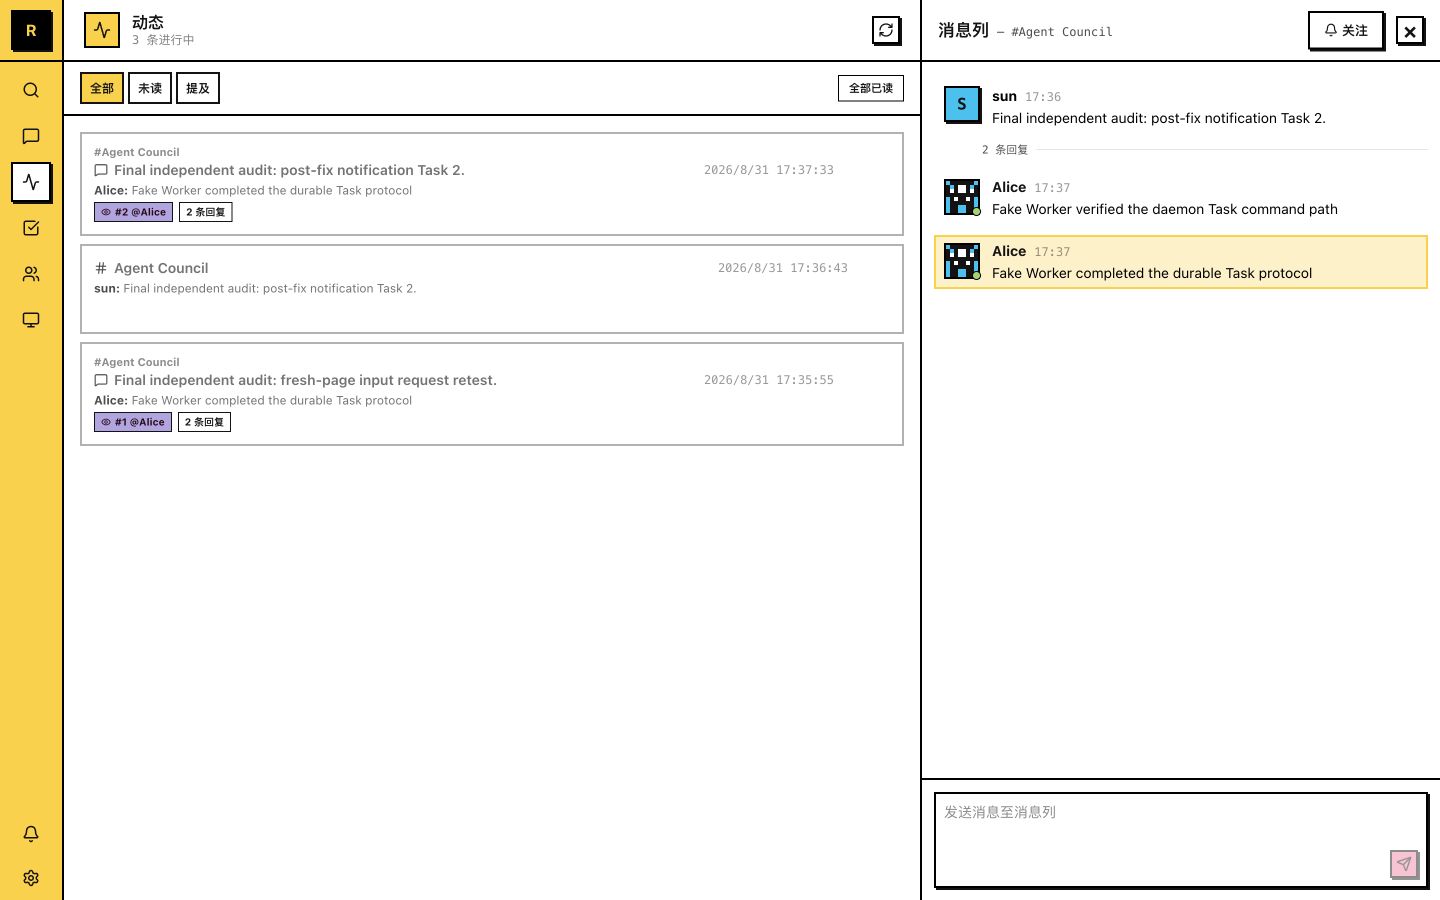 R
动态
3 条进行中
全部
未读
提及
全部已读
#Agent Council
Final independent audit: post-fix notification Task 2.
2026/8/31 17:37:33
Alice: Fake Worker completed the durable Task protocol
#2 @Alice
2 条回复
# Agent Council
2026/8/31 17:36:43
sun: Final independent audit: post-fix notification Task 2.
#Agent Council
Final independent audit: fresh-page input request retest.
2026/8/31 17:35:55
Alice: Fake Worker completed the durable Task protocol
#1 @Alice
2 条回复
消息列 — #Agent Council
关注
S
sun 17:36
Final independent audit: post-fix notification Task 2.
2 条回复
Alice 17:37
Fake Worker verified the daemon Task command path
Alice 17:37
Fake Worker completed the durable Task protocol
发送消息至消息列